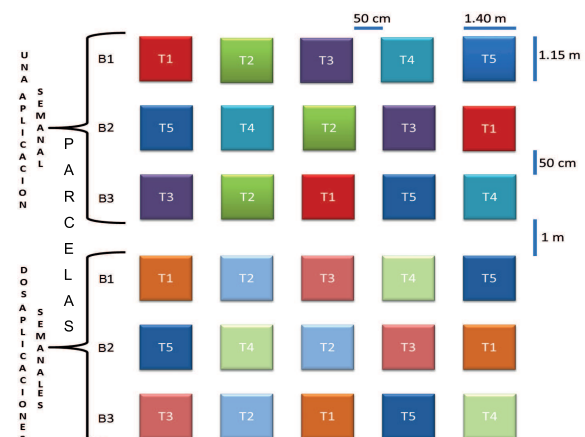 50 cm
1.40 m
1.15 m
50 cm
1 m
UNA APLICACION
SEMANAL
PARCELAS
B1 T1 T2 T3 T4 T5
B2 T5 T4 T2 T3 T1
B3 T3 T2 T1 T5 T4
DOS APLICACIONES
SEMANALES
B1 T1 T2 T3 T4 T5
B2 T5 T4 T2 T3 T1
B3 T3 T2 T1 T5 T4